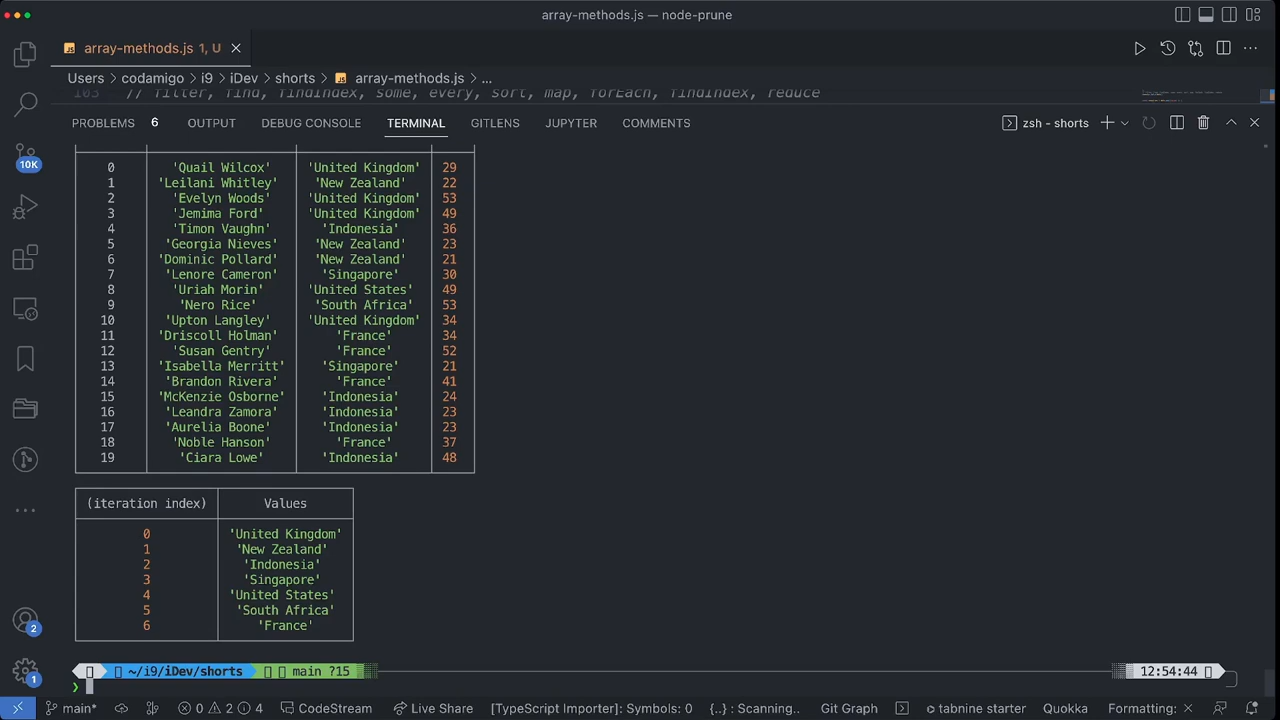 array-methods.js — node-prune
array-methods.js 1, U
Users > codamigo > i9 > iDev > shorts > array-methods.js > ...
103 // filter, find, findIndex, some, every, sort, map, forEach, findIndex, reduce
PROBLEMS 6 OUTPUT DEBUG CONSOLE TERMINAL GITLENS JUPYTER COMMENTS zsh - shorts
10K
0 'Quail Wilcox' 'United Kingdom' 29
1 'Leilani Whitley' 'New Zealand' 22
2 'Evelyn Woods' 'United Kingdom' 53
3 'Jemima Ford' 'United Kingdom' 49
4 'Timon Vaughn' 'Indonesia' 36
5 'Georgia Nieves' 'New Zealand' 23
6 'Dominic Pollard' 'New Zealand' 21
7 'Lenore Cameron' 'Singapore' 30
8 'Uriah Morin' 'United States' 49
9 'Nero Rice' 'South Africa' 53
10 'Upton Langley' 'United Kingdom' 34
11 'Driscoll Holman' 'France' 34
12 'Susan Gentry' 'France' 52
13 'Isabella Merritt' 'Singapore' 21
14 'Brandon Rivera' 'France' 41
15 'McKenzie Osborne' 'Indonesia' 24
16 'Leandra Zamora' 'Indonesia' 23
17 'Aurelia Boone' 'Indonesia' 23
18 'Noble Hanson' 'France' 37
19 'Ciara Lowe' 'Indonesia' 48
(iteration index) Values
0 'United Kingdom'
1 'New Zealand'
2 'Indonesia'
3 'Singapore'
4 'United States'
5 'South Africa'
6 'France'
2
1
~/i9/iDev/shorts main ?15 12:54:44
❯
main* 0 2 4 CodeStream Live Share [TypeScript Importer]: Symbols: 0 {..} : Scanning.. Git Graph tabnine starter Quokka Formatting: ×